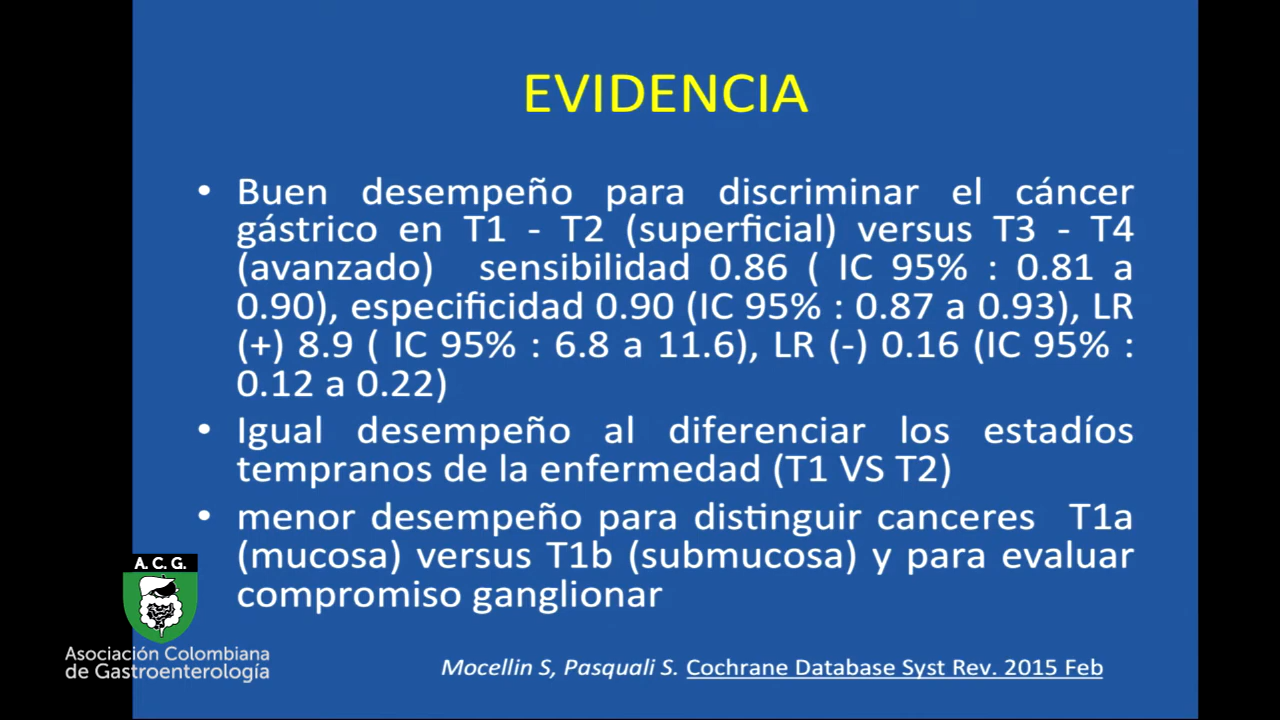 EVIDENCIA
• Buen desempeño para discriminar el cáncer
gástrico en T1 - T2 (superficial) versus T3 - T4
(avanzado) sensibilidad 0.86 ( IC 95% : 0.81 a
0.90), especificidad 0.90 (IC 95% : 0.87 a 0.93), LR
(+) 8.9 ( IC 95% : 6.8 a 11.6), LR (-) 0.16 (IC 95% :
0.12 a 0.22)
• Igual desempeño al diferenciar los estadíos
tempranos de la enfermedad (T1 VS T2)
• menor desempeño para distinguir canceres T1a
(mucosa) versus T1b (submucosa) y para evaluar
compromiso ganglionar
A. C. G.
Asociación Colombiana
de Gastroenterología
Mocellin S, Pasquali S. Cochrane Database Syst Rev. 2015 Feb